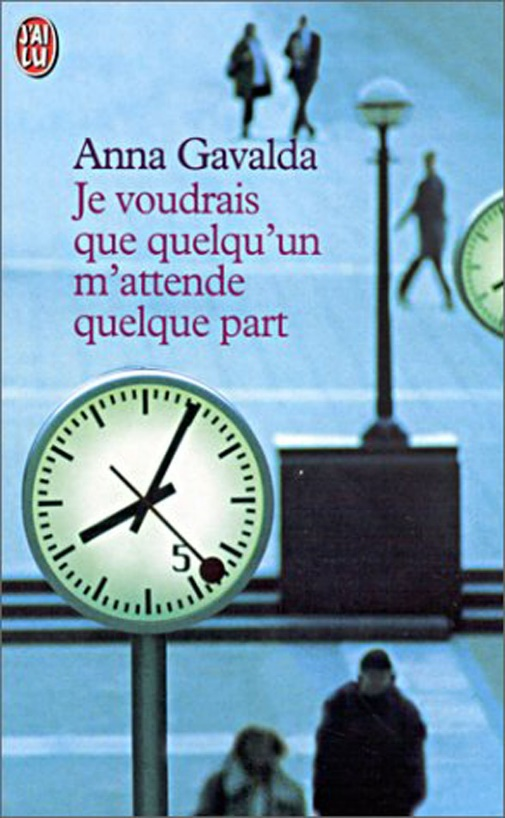 J'AI
LU
Anna Gavalda
Je voudrais
que quelqu'un
m'attende
quelque part
5